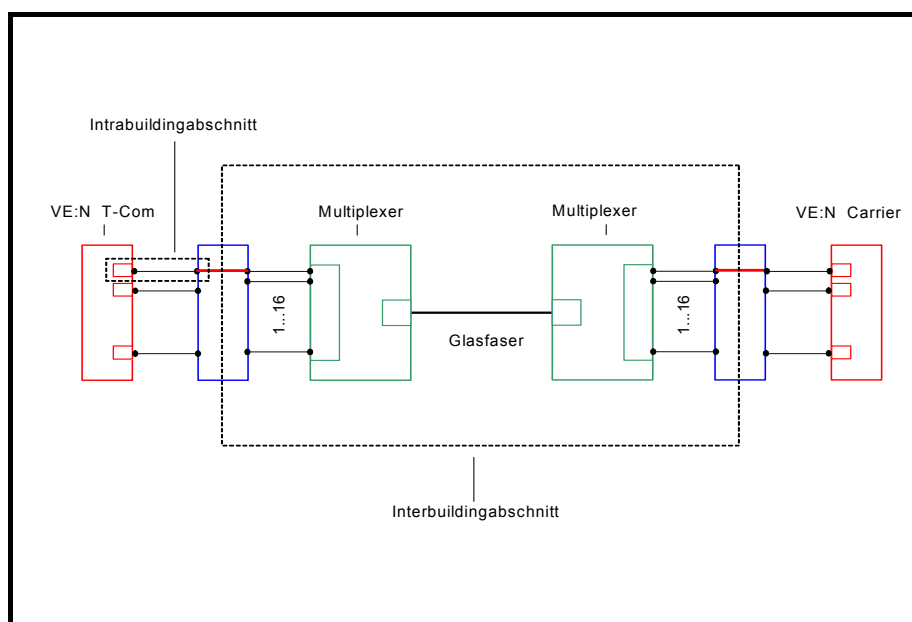 Intrabuildingabschnitt
VE:N T-Com
Multiplexer
Multiplexer
VE:N Carrier
1...16
Glasfaser
1...16
Interbuildingabschnitt